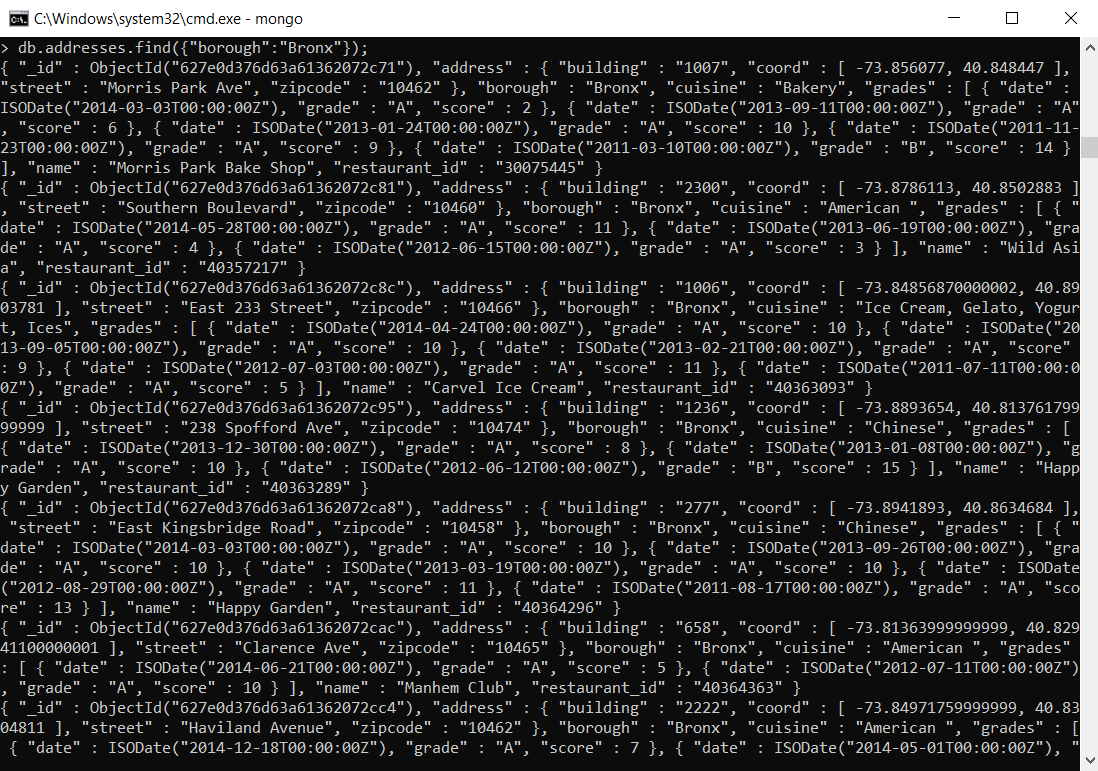 C:\Windows\system32\cmd.exe - mongo
> db.addresses.find({"borough":"Bronx"});
{ "_id" : ObjectId("627e0d376d63a61362072c71"), "address" : { "building" : "1007", "coord" : [ -73.856077, 40.848447 ],
"street" : "Morris Park Ave", "zipcode" : "10462" }, "borough" : "Bronx", "cuisine" : "Bakery", "grades" : [ { "date" :
ISODate("2014-03-03T00:00:00Z"), "grade" : "A", "score" : 2 }, { "date" : ISODate("2013-09-11T00:00:00Z"), "grade" : "A"
, "score" : 6 }, { "date" : ISODate("2013-01-24T00:00:00Z"), "grade" : "A", "score" : 10 }, { "date" : ISODate("2011-11-
23T00:00:00Z"), "grade" : "A", "score" : 9 }, { "date" : ISODate("2011-03-10T00:00:00Z"), "grade" : "B", "score" : 14 }
], "name" : "Morris Park Bake Shop", "restaurant_id" : "30075445" }
{ "_id" : ObjectId("627e0d376d63a61362072c81"), "address" : { "building" : "2300", "coord" : [ -73.8786113, 40.8502883 ]
, "street" : "Southern Boulevard", "zipcode" : "10460" }, "borough" : "Bronx", "cuisine" : "American ", "grades" : [ { "
date" : ISODate("2014-05-28T00:00:00Z"), "grade" : "A", "score" : 11 }, { "date" : ISODate("2013-06-19T00:00:00Z"), "gra
de" : "A", "score" : 4 }, { "date" : ISODate("2012-06-15T00:00:00Z"), "grade" : "A", "score" : 3 } ], "name" : "Wild Asi
a", "restaurant_id" : "40357217" }
{ "_id" : ObjectId("627e0d376d63a61362072c8c"), "address" : { "building" : "1006", "coord" : [ -73.84856870000002, 40.89
03781 ], "street" : "East 233 Street", "zipcode" : "10466" }, "borough" : "Bronx", "cuisine" : "Ice Cream, Gelato, Yogur
t, Ices", "grades" : [ { "date" : ISODate("2014-04-24T00:00:00Z"), "grade" : "A", "score" : 10 }, { "date" : ISODate("20
13-09-05T00:00:00Z"), "grade" : "A", "score" : 10 }, { "date" : ISODate("2013-02-21T00:00:00Z"), "grade" : "A", "score"
: 9 }, { "date" : ISODate("2012-07-03T00:00:00Z"), "grade" : "A", "score" : 11 }, { "date" : ISODate("2011-07-11T00:00:0
0Z"), "grade" : "A", "score" : 5 } ], "name" : "Carvel Ice Cream", "restaurant_id" : "40363093" }
{ "_id" : ObjectId("627e0d376d63a61362072c95"), "address" : { "building" : "1236", "coord" : [ -73.8893654, 40.813761799
99999 ], "street" : "238 Spofford Ave", "zipcode" : "10474" }, "borough" : "Bronx", "cuisine" : "Chinese", "grades" : [
{ "date" : ISODate("2013-12-30T00:00:00Z"), "grade" : "A", "score" : 8 }, { "date" : ISODate("2013-01-08T00:00:00Z"), "g
rade" : "A", "score" : 10 }, { "date" : ISODate("2012-06-12T00:00:00Z"), "grade" : "B", "score" : 15 } ], "name" : "Happ
y Garden", "restaurant_id" : "40363289" }
{ "_id" : ObjectId("627e0d376d63a61362072ca8"), "address" : { "building" : "277", "coord" : [ -73.8941893, 40.8634684 ],
 "street" : "East Kingsbridge Road", "zipcode" : "10458" }, "borough" : "Bronx", "cuisine" : "Chinese", "grades" : [ { "
date" : ISODate("2014-03-03T00:00:00Z"), "grade" : "A", "score" : 10 }, { "date" : ISODate("2013-09-26T00:00:00Z"), "gra
de" : "A", "score" : 10 }, { "date" : ISODate("2013-03-19T00:00:00Z"), "grade" : "A", "score" : 10 }, { "date" : ISODate
("2012-08-29T00:00:00Z"), "grade" : "A", "score" : 11 }, { "date" : ISODate("2011-08-17T00:00:00Z"), "grade" : "A", "sco
re" : 13 } ], "name" : "Happy Garden", "restaurant_id" : "40364296" }
{ "_id" : ObjectId("627e0d376d63a61362072cac"), "address" : { "building" : "658", "coord" : [ -73.81363999999999, 40.829
41100000001 ], "street" : "Clarence Ave", "zipcode" : "10465" }, "borough" : "Bronx", "cuisine" : "American ", "grades"
: [ { "date" : ISODate("2014-06-21T00:00:00Z"), "grade" : "A", "score" : 5 }, { "date" : ISODate("2012-07-11T00:00:00Z")
, "grade" : "A", "score" : 10 } ], "name" : "Manhem Club", "restaurant_id" : "40364363" }
{ "_id" : ObjectId("627e0d376d63a61362072cc4"), "address" : { "building" : "2222", "coord" : [ -73.84971759999999, 40.83
04811 ], "street" : "Haviland Avenue", "zipcode" : "10462" }, "borough" : "Bronx", "cuisine" : "American ", "grades" : [
 { "date" : ISODate("2014-12-18T00:00:00Z"), "grade" : "A", "score" : 7 }, { "date" : ISODate("2014-05-01T00:00:00Z"), "